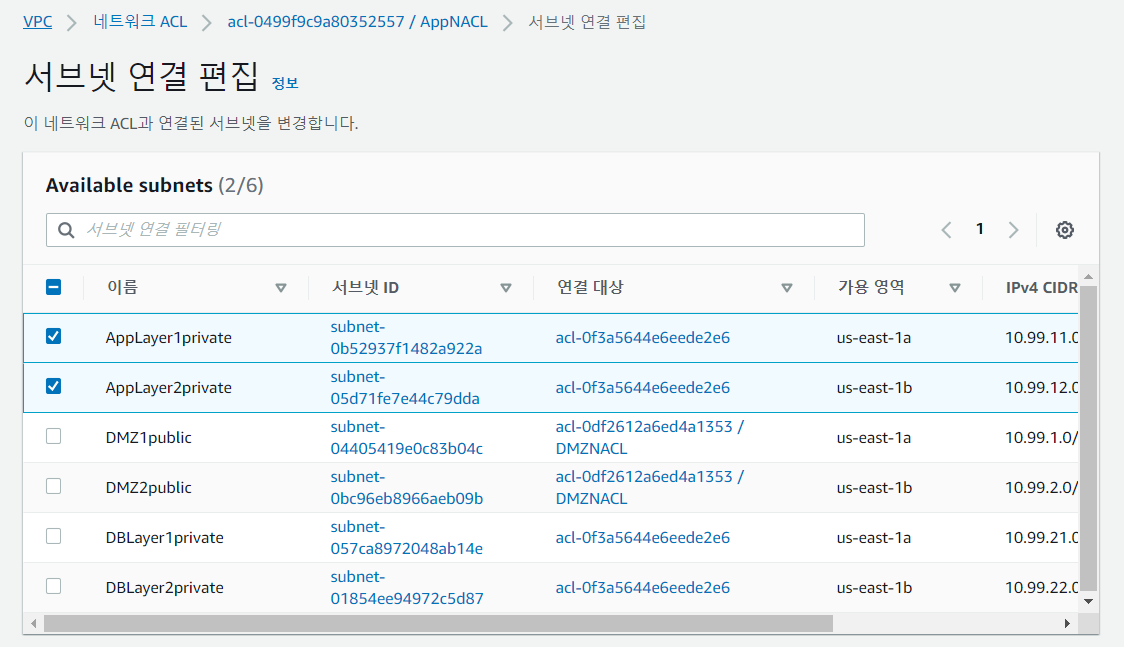 VPC > 네트워크 ACL > acl-0499f9c9a80352557 / AppNACL > 서브넷 연결 편집
서브넷 연결 편집 정보
이 네트워크 ACL과 연결된 서브넷을 변경합니다.
Available subnets (2/6)
서브넷 연결 필터링
1
이름 서브넷 ID 연결 대상 가용 영역 IPv4 CIDR
AppLayer1private subnet-0b52937f1482a922a acl-0f3a5644e6eede2e6 us-east-1a 10.99.11.0
AppLayer2private subnet-05d71fe7e44c79dda acl-0f3a5644e6eede2e6 us-east-1b 10.99.12.0
DMZ1public subnet-04405419e0c83b04c acl-0df2612a6ed4a1353 / DMZNACL us-east-1a 10.99.1.0/
DMZ2public subnet-0bc96eb8966aeb09b acl-0df2612a6ed4a1353 / DMZNACL us-east-1b 10.99.2.0/
DBLayer1private subnet-057ca8972048ab14e acl-0f3a5644e6eede2e6 us-east-1a 10.99.21.0
DBLayer2private subnet-01854ee94972c5d87 acl-0f3a5644e6eede2e6 us-east-1b 10.99.22.0